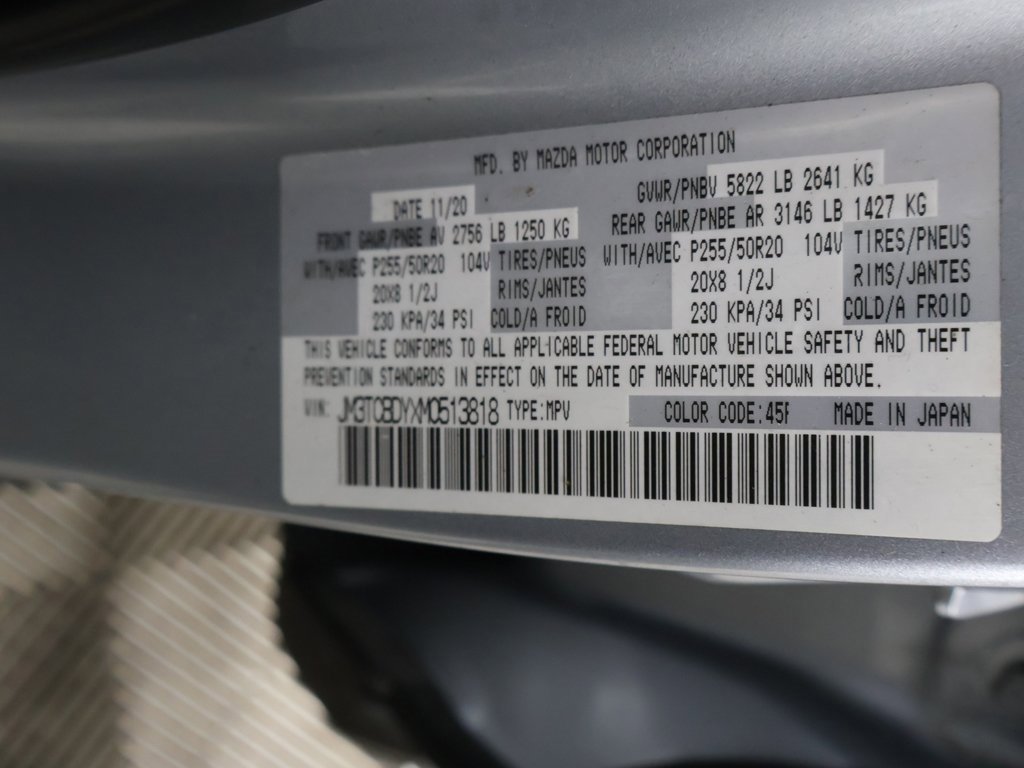 MFD. BY MAZDA MOTOR CORPORATION
DATE 11/20 GVWR/PNBV 5822 LB 2641 KG
FRONT GAWR/PNBE AV 2756 LB 1250 KG REAR GAWR/PNBE AR 3146 LB 1427 KG
WITH/AVEC P255/50R20 104V TIRES/PNEUS WITH/AVEC P255/50R20 104V TIRES/PNEUS
20X8 1/2J RIMS/JANTES 20X8 1/2J RIMS/JANTES
230 KPA/34 PSI COLD/A FROID 230 KPA/34 PSI COLD/A FROID
THIS VEHICLE CONFORMS TO ALL APPLICABLE FEDERAL MOTOR VEHICLE SAFETY AND THEFT
PREVENTION STANDARDS IN EFFECT ON THE DATE OF MANUFACTURE SHOWN ABOVE.
VIN: JM3TCBDYXM0513818 TYPE:MPV COLOR CODE:45P MADE IN JAPAN